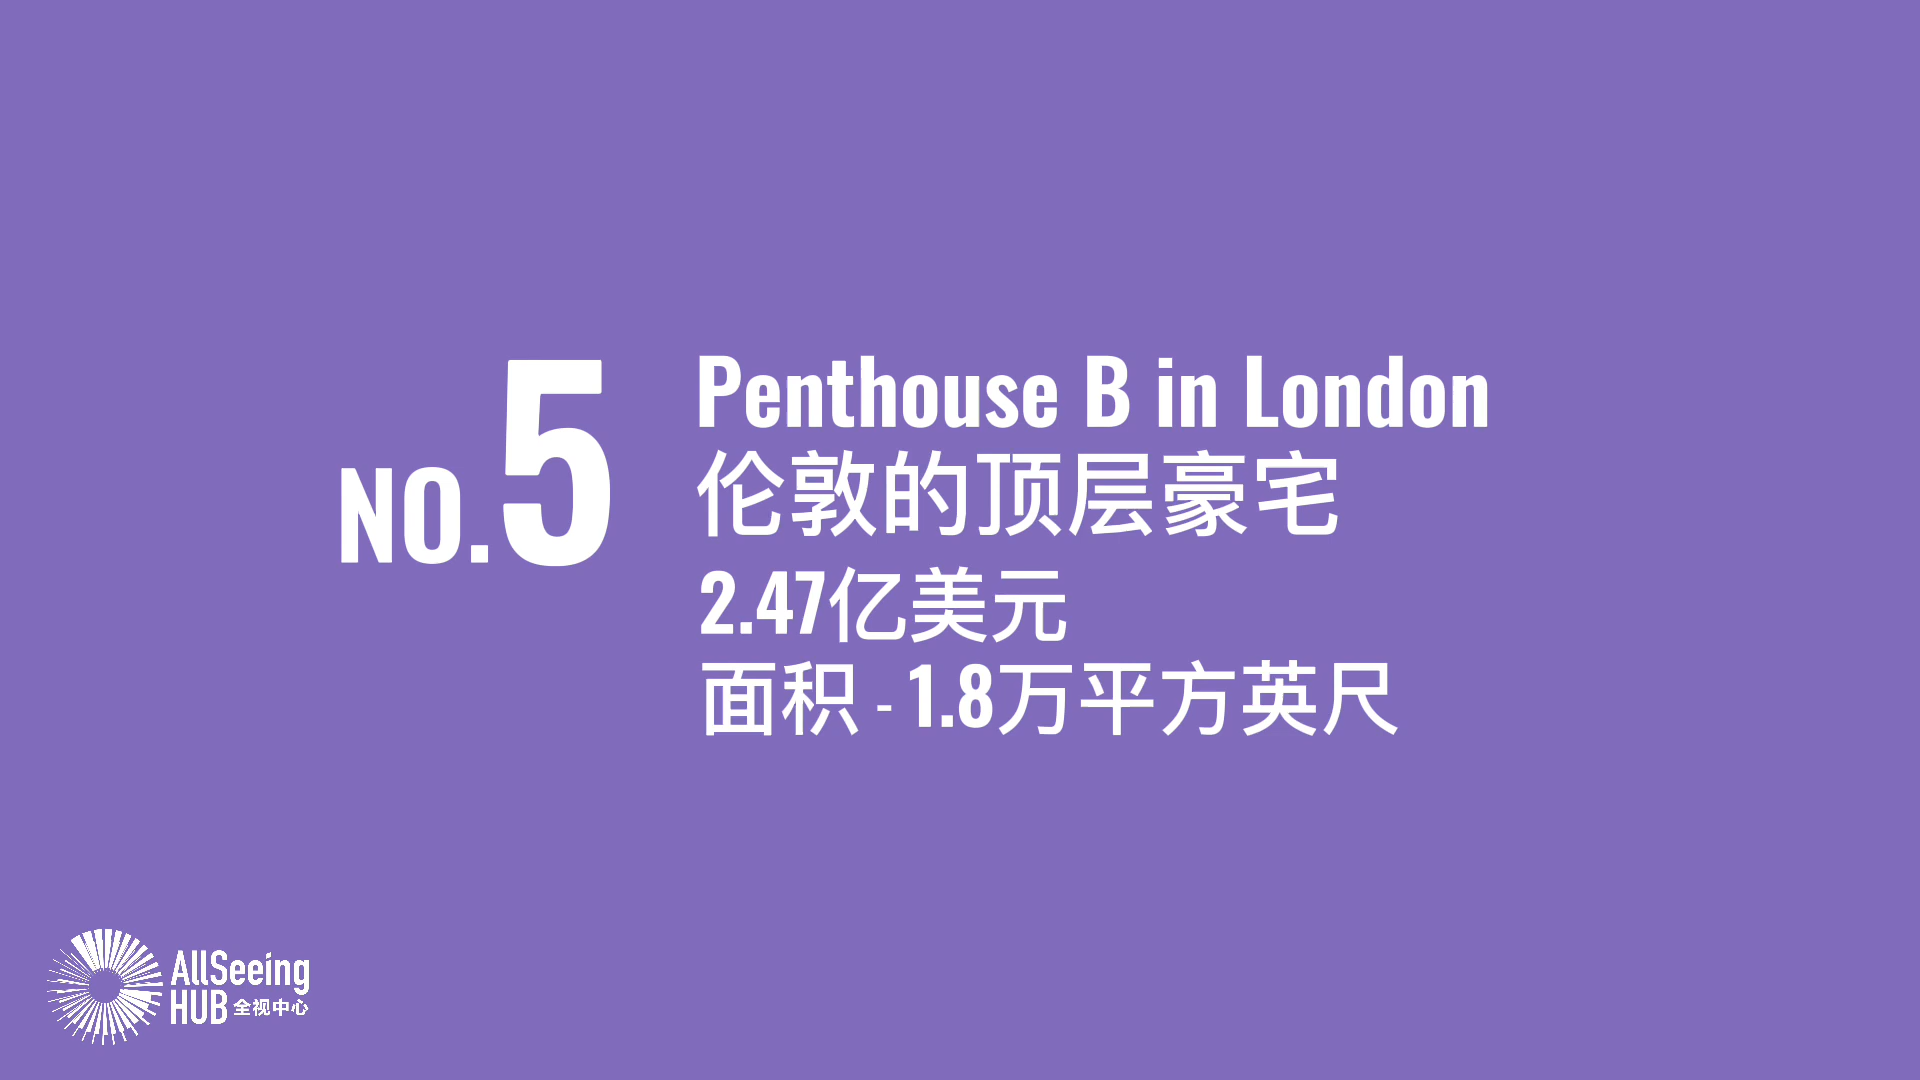 NO.5
Penthouse B in London
伦敦的顶层豪宅
2.47亿美元
面积 - 1.8万平方英尺
AllSeeing
HUB 全视中心